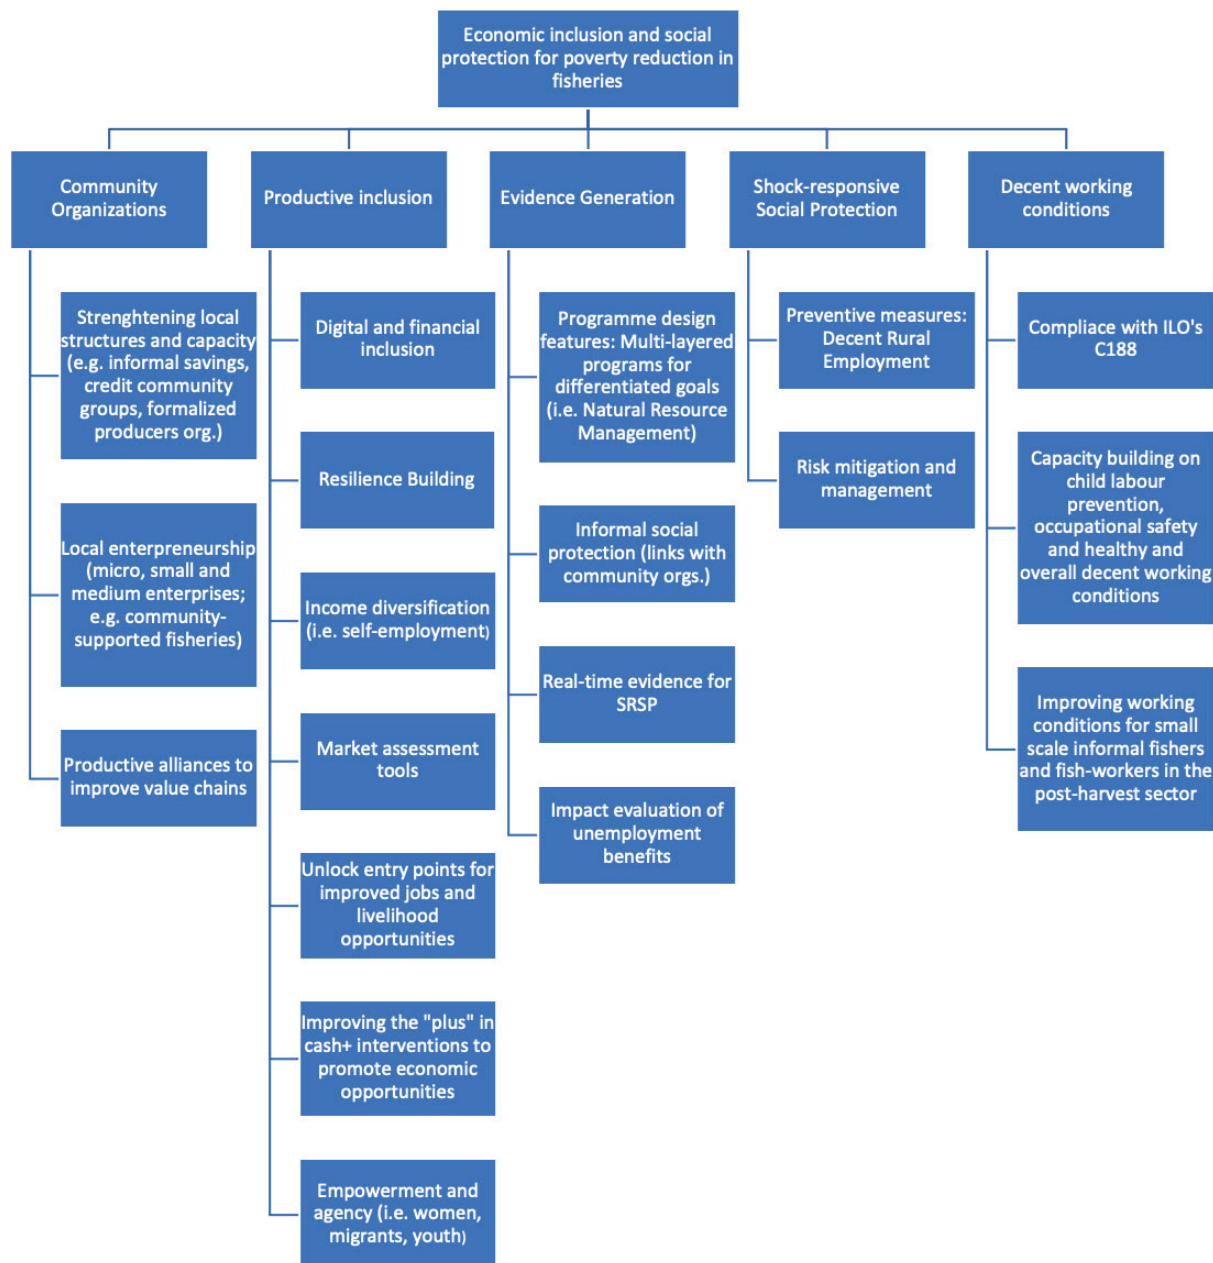 Economic inclusion and social
protection for poverty reduction in
fisheries
Community
Organizations
Strenghtening local
structures and capacity
(e.g. informal savings,
credit community
groups, formalized
producers org.)
Local enterpreneurship
(micro, small and
medium enterprises;
e.g. community-
supported fisheries)
Productive alliances to
improve value chains
Productive inclusion
Digital and financial
inclusion
Resilience Building
Income diversification
(i.e. self-employment)
Market assessment
tools
Unlock entry points for
improved jobs and
livelihood
opportunities
Improving the "plus" in
cash+ interventions to
promote economic
opportunities
Empowerment and
agency (i.e. women,
migrants, youth)
Evidence Generation
Programme design
features: Multi-layered
programs for
differentiated goals
(i.e. Natural Resource
Management)
Informal social
protection (links with
community orgs.)
Real-time evidence for
SRSP
Impact evaluation of
unemployment
benefits
Shock-responsive
Social Protection
Preventive measures:
Decent Rural
Employment
Risk mitigation and
management
Decent working
conditions
Compliace with ILO's
C188
Capacity building on
child labour
prevention,
occupational safety
and healthy and
overall decent working
conditions
Improving working
conditions for small
scale informal fishers
and fish-workers in the
post-harvest sector